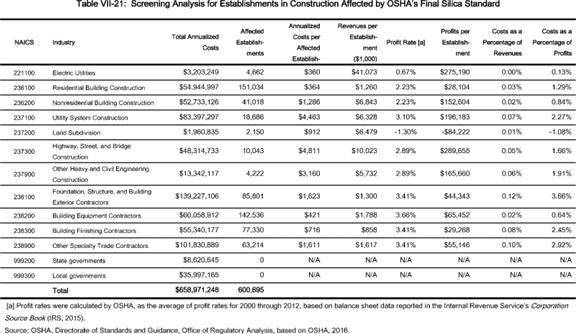 Table VII-21: Screening Analysis for Establishments in Construction Affected by OSHA's Final Silica Standard
NAICS Industry Total Annualized Costs Affected Establish-ments Annualized Costs per Affected Establish- Revenues per Establish-ment ($1,000) Profit Rate [a] Profits per Establish-ment Costs as a Percentage of Revenues Costs as a Percentage of Profits
221100 Electric Utilities $3,203,249 4,662 $360 $41,073 0.67% $275,190 0.00% 0.13%
236100 Residential Building Construction $54,944,997 151,034 $364 $1,260 2.23% $28,104 0.03% 1.29%
236200 Nonresidential Building Construction $52,733,126 41,018 $1,286 $6,843 2.23% $152,604 0.02% 0.84%
237100 Utility System Construction $83,397,297 18,686 $4,463 $6,328 3.10% $196,183 0.07% 2.27%
237200 Land Subdivision $1,960,835 2,150 $912 $6,479 -1.30% -$84,222 0.01% -1.08%
237300 Highway, Street, and Bridge Construction $48,314,733 10,043 $4,811 $10,023 2.89% $289,655 0.05% 1.66%
237900 Other Heavy and Civil Engineering Construction $13,342,117 4,222 $3,160 $5,732 2.89% $165,660 0.06% 1.91%
238100 Foundation, Structure, and Building Exterior Contractors $139,227,106 85,801 $1,623 $1,300 3.41% $44,343 0.12% 3.66%
238200 Building Equipment Contractors $60,058,912 142,536 $421 $1,788 3.66% $65,452 0.02% 0.64%
238300 Building Finishing Contractors $55,340,177 77,330 $716 $858 3.41% $29,268 0.08% 2.45%
238900 Other Specialty Trade Contractors $101,830,889 63,214 $1,611 $1,617 3.41% $55,146 0.10% 2.92%
999200 State governments $8,620,645 0 N/A N/A N/A N/A N/A
999300 Local governments $35,997,165 0 N/A N/A N/A N/A N/A
Total $658,971,248 600,695
[a] Profit rates were calculated by OSHA, as the average of profit rates for 2000 through 2012, based on balance sheet data reported in the Internal Revenue Service's Corporation
Source Book (IRS, 2015).
Source: OSHA, Directorate of Standards and Guidance, Office of Regulatory Analysis, based on OSHA, 2016.